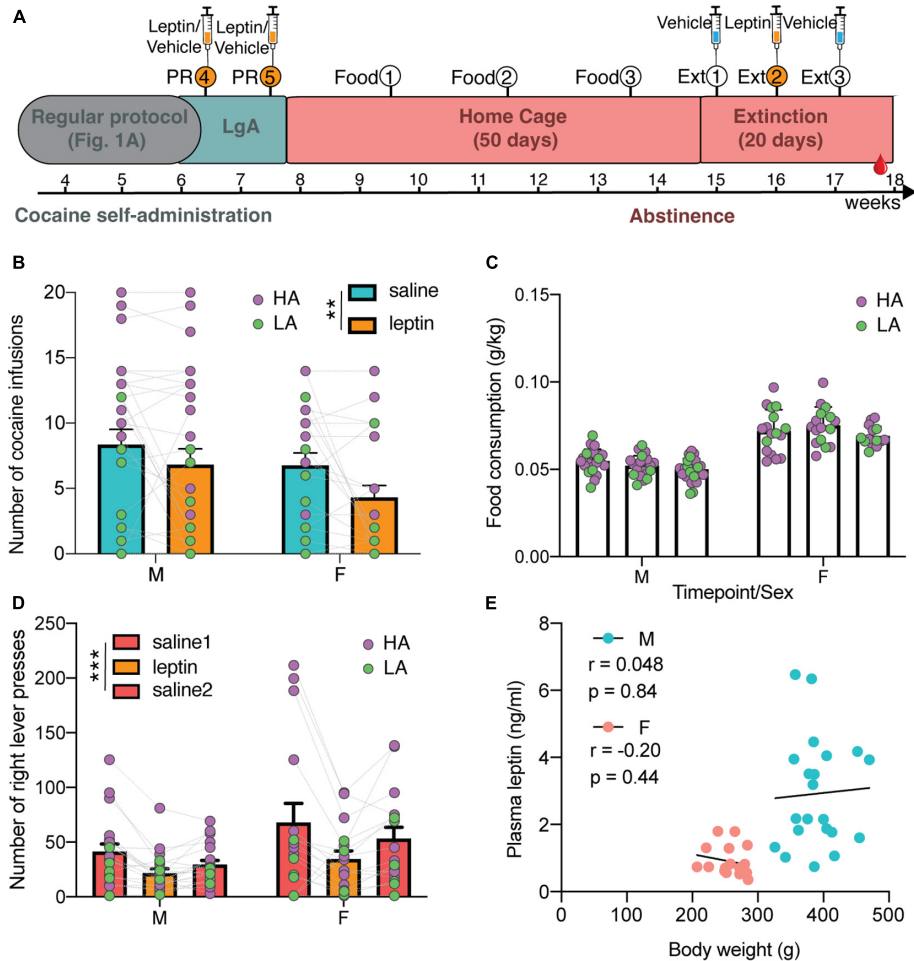 A
Leptin/ Leptin/
Vehicle Vehicle
Vehicle Leptin Vehicle
PR 4 PR 5 Food 1 Food 2 Food 3 Ext 1 Ext 2 Ext 3
Regular protocol
(Fig. 1A)
LgA
Home Cage
(50 days)
Extinction
(20 days)
4 5 6 7 8 9 10 11 12 13 14 15 16 17 18
weeks
Cocaine self-administration Abstinence
B
Number of cocaine infusions
20
15
10
5
0
HA
LA
**
saline
leptin
M F
C
Food consumption (g/kg)
0.15
0.10
0.05
0.00
HA
LA
M F
Timepoint/Sex
D
Number of right lever presses
250
200
150
100
50
0
***
saline1
leptin
saline2
HA
LA
M F
E
Plasma leptin (ng/ml)
8
6
4
2
0
M
r = 0.048
p = 0.84
F
r = -0.20
p = 0.44
0 100 200 300 400 500
Body weight (g)